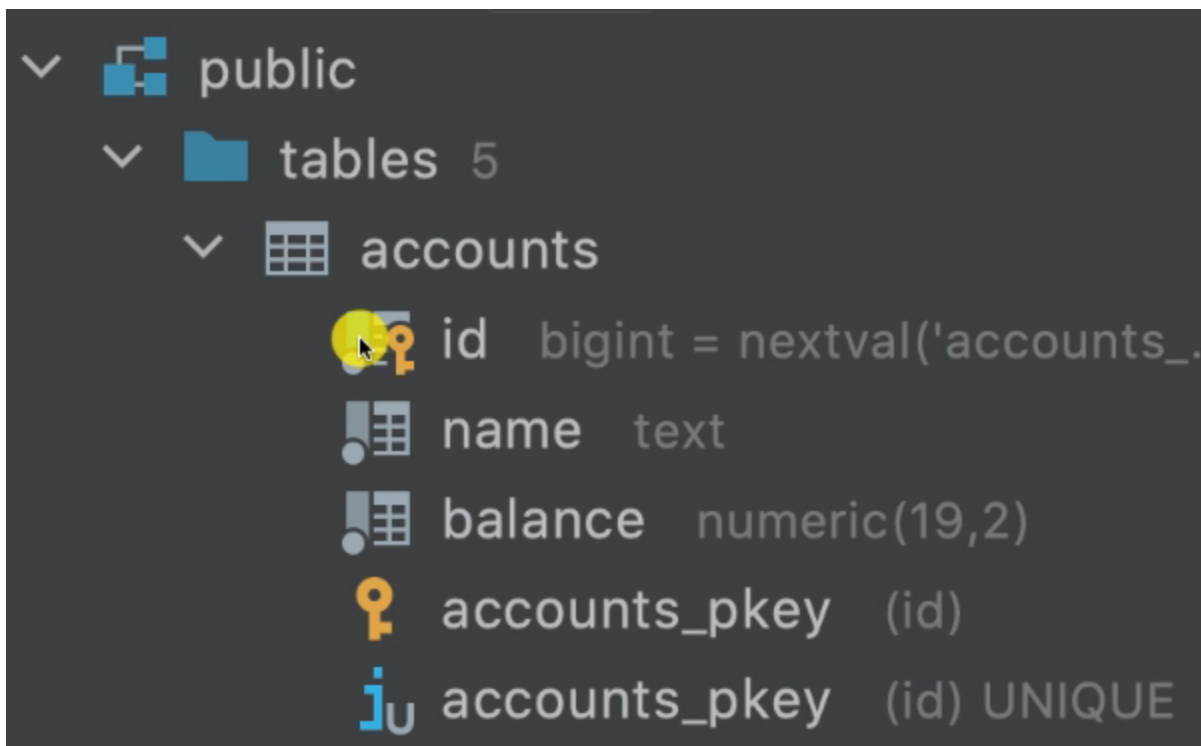 public
tables 5
accounts
id bigint = nextval('accounts_...
name text
balance numeric(19,2)
accounts_pkey (id)
accounts_pkey (id) UNIQUE